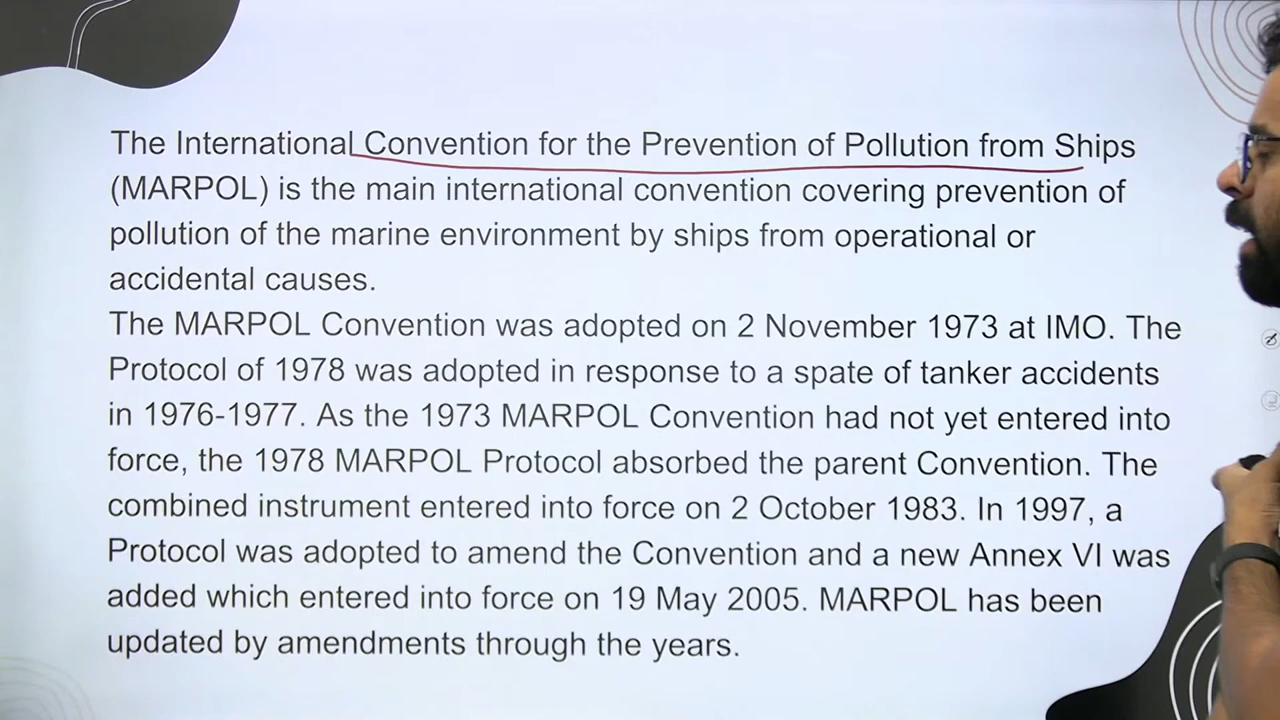 The International Convention for the Prevention of Pollution from Ships
(MARPOL) is the main international convention covering prevention of
pollution of the marine environment by ships from operational or
accidental causes.
The MARPOL Convention was adopted on 2 November 1973 at IMO. The
Protocol of 1978 was adopted in response to a spate of tanker accidents
in 1976-1977. As the 1973 MARPOL Convention had not yet entered into
force, the 1978 MARPOL Protocol absorbed the parent Convention. The
combined instrument entered into force on 2 October 1983. In 1997, a
Protocol was adopted to amend the Convention and a new Annex VI was
added which entered into force on 19 May 2005. MARPOL has been
updated by amendments through the years.